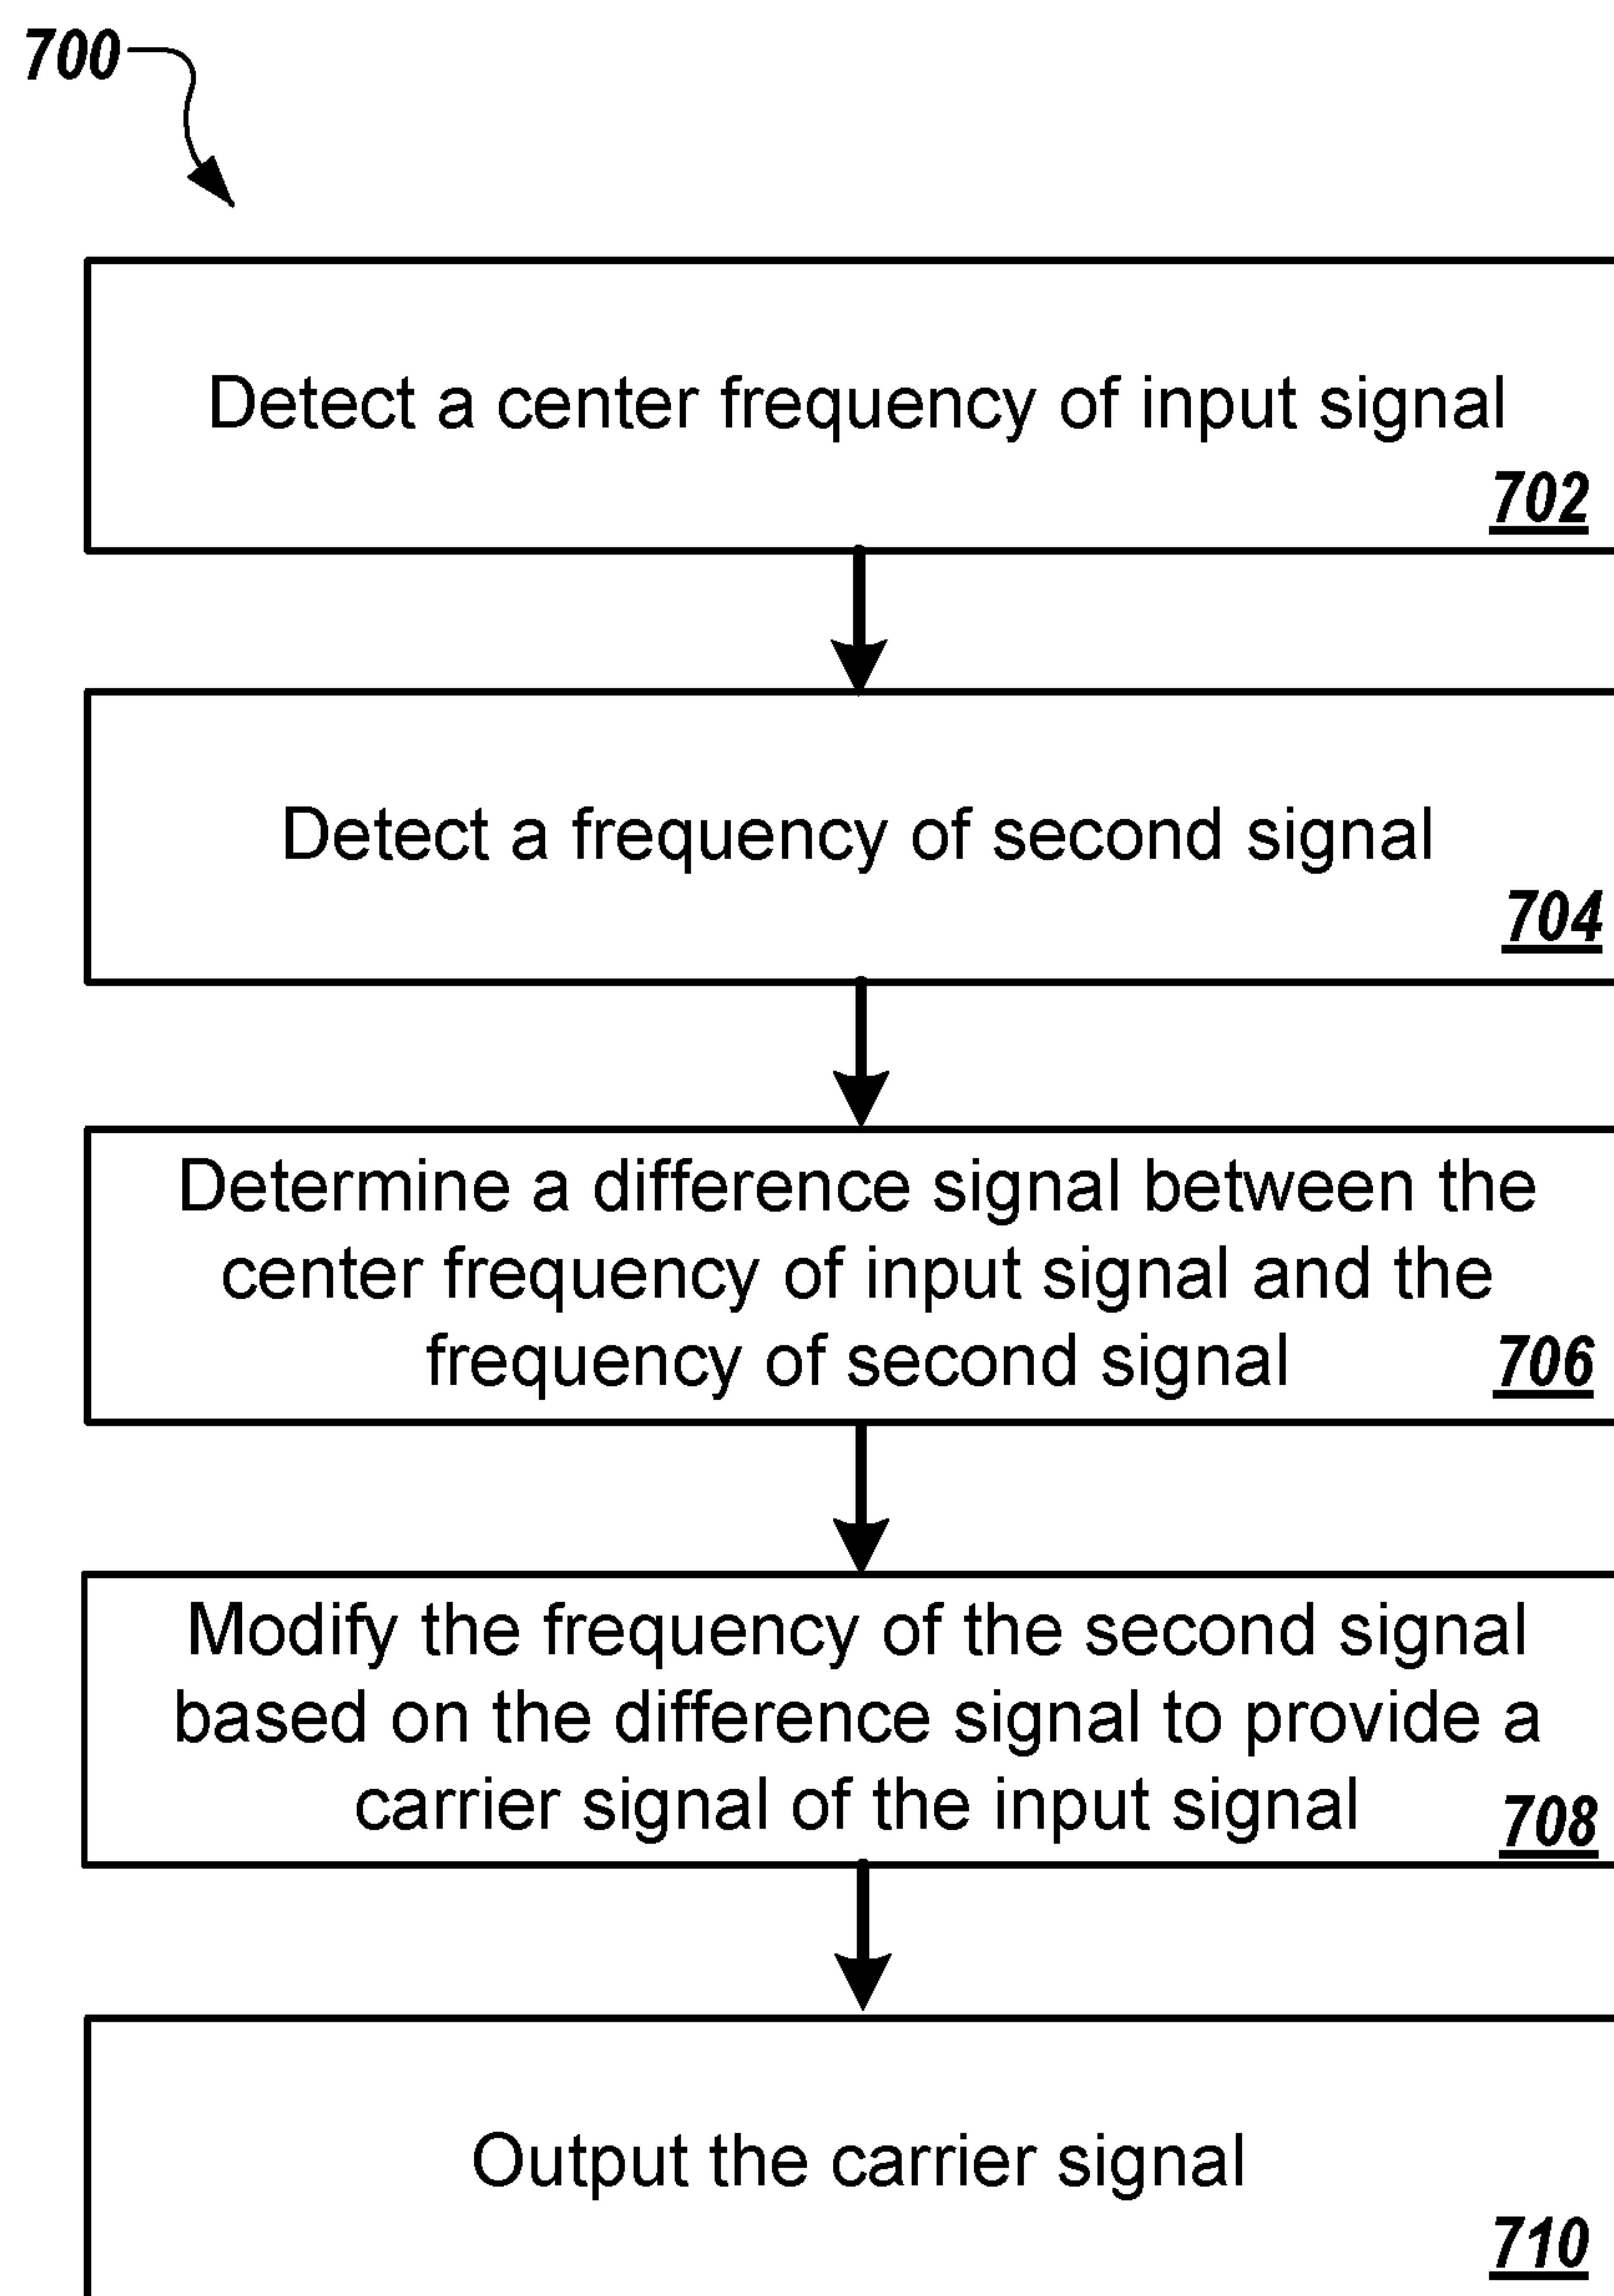 700
Detect a center frequency of input signal
702
Detect a frequency of second signal
704
Determine a difference signal between the
center frequency of input signal and the
frequency of second signal
706
Modify the frequency of the second signal
based on the difference signal to provide a
carrier signal of the input signal
708
Output the carrier signal
710